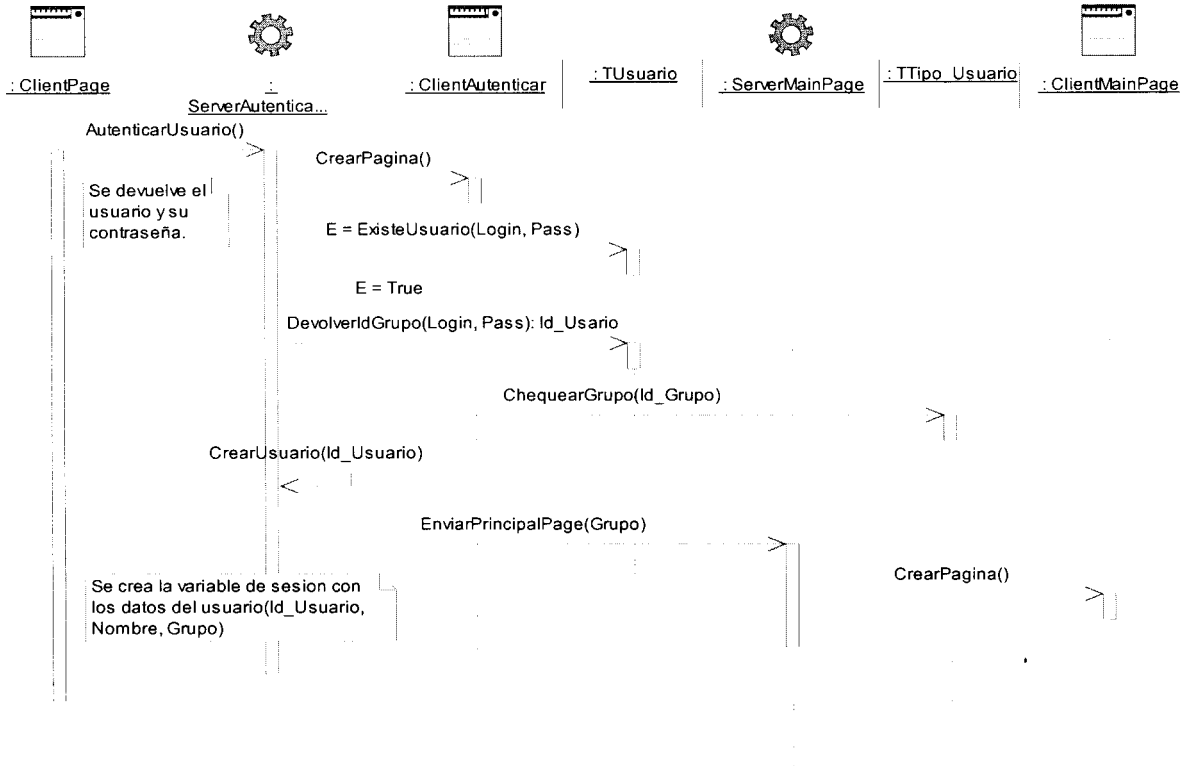 : ClientPage
:
ServerAutentica...
: ClientAutenticar
: TUsuario
: ServerMainPage
: TTipo_Usuario
: ClientMainPage
AutenticarUsuario()
CrearPagina()
Se devuelve el
usuario y su
contraseña.
E = ExisteUsuario(Login, Pass)
E = True
DevolverIdGrupo(Login, Pass): Id_Usario
ChequearGrupo(Id_Grupo)
CrearUsuario(Id_Usuario)
EnviarPrincipalPage(Grupo)
CrearPagina()
Se crea la variable de sesion con
los datos del usuario(Id_Usuario,
Nombre, Grupo)